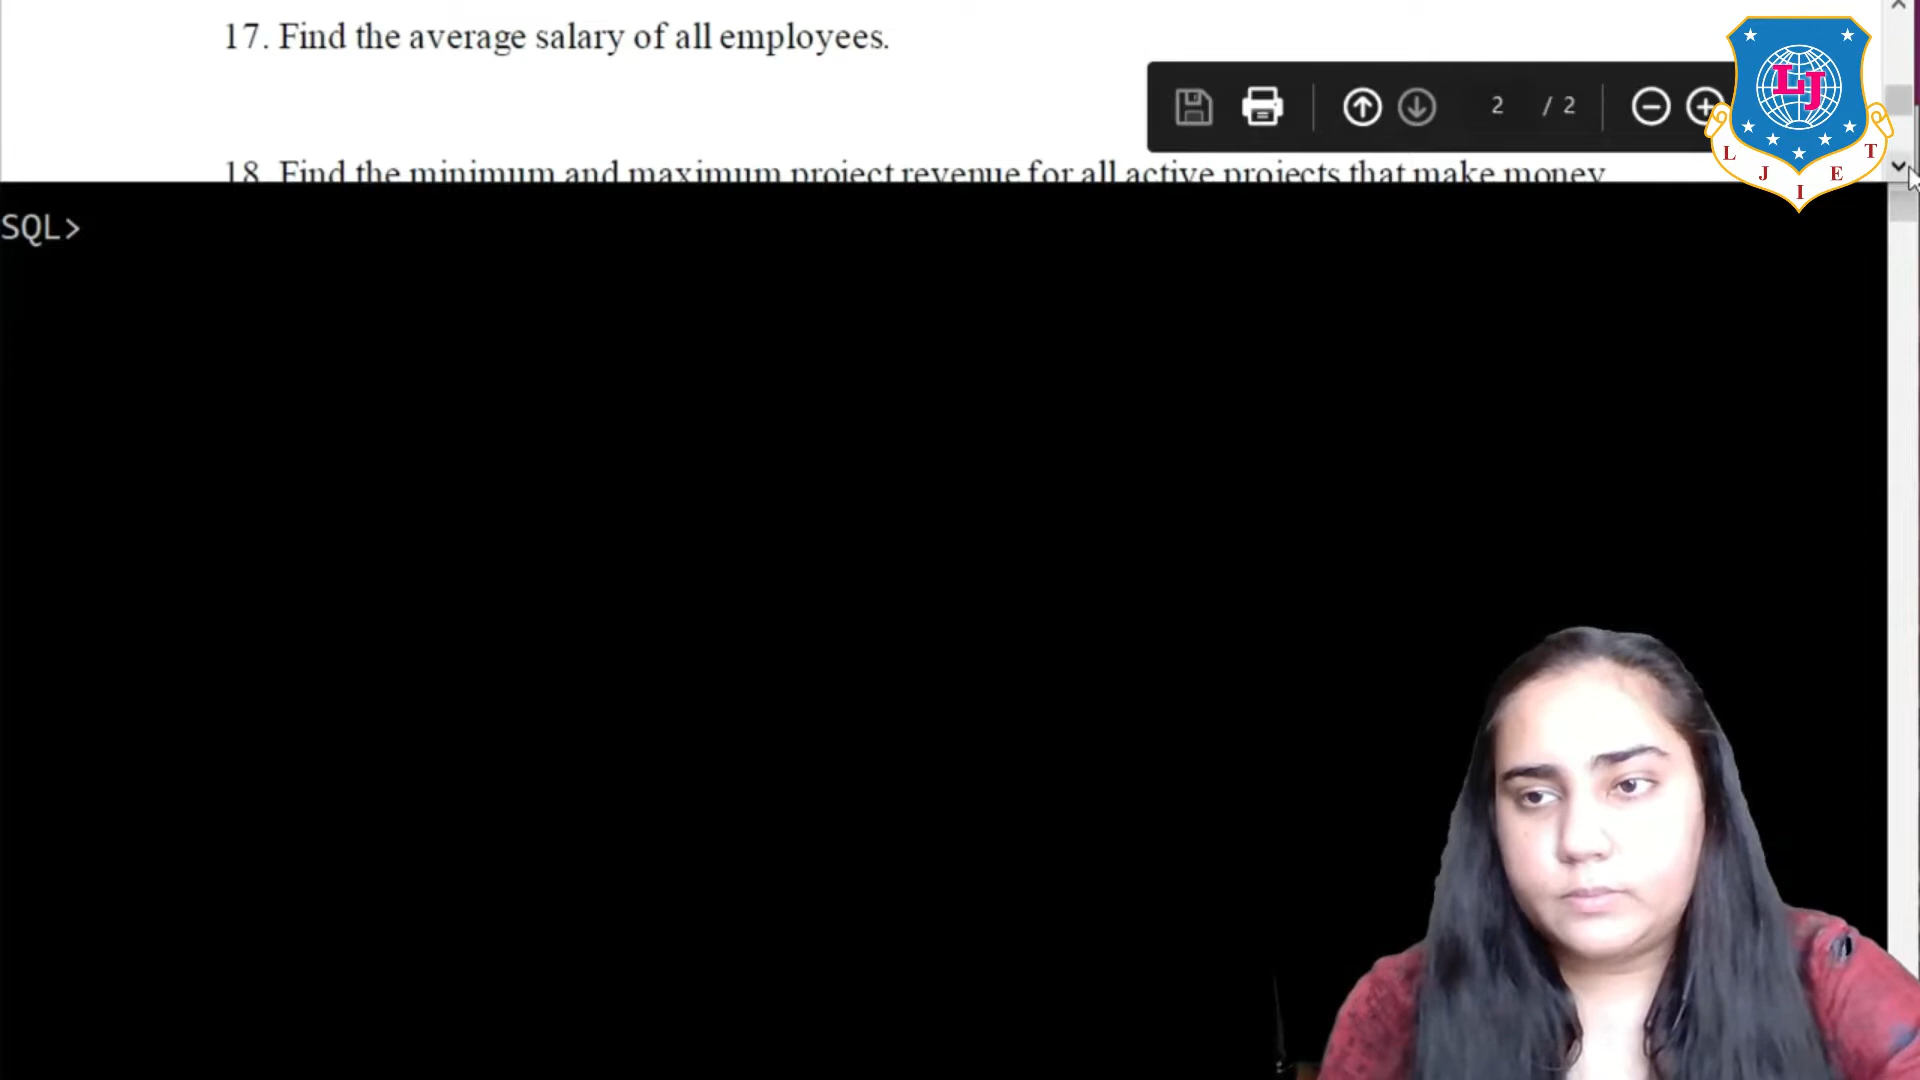 17. Find the average salary of all employees.
2 / 2
18. Find the minimum and maximum project revenue for all active projects that make money
LJ
L J I E T
SQL>